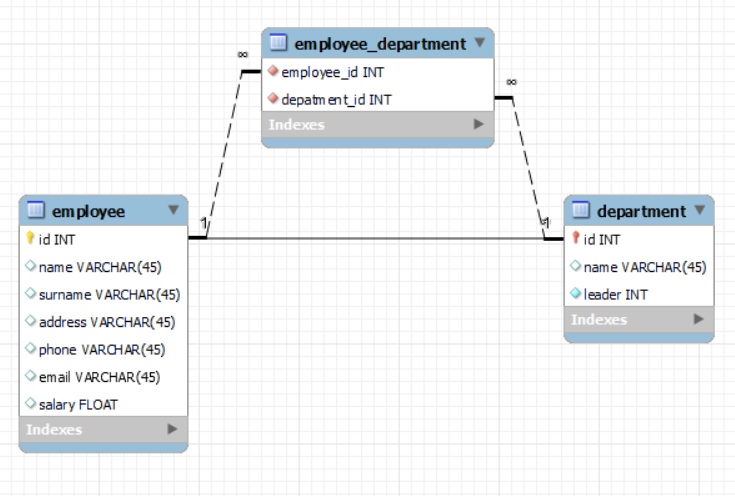 employee_department
∞
employee_id INT
∞
depatment_id INT
Indexes
employee
1
1
department
id INT
name VARCHAR(45)
surname VARCHAR(45)
address VARCHAR(45)
phone VARCHAR(45)
email VARCHAR(45)
salary FLOAT
Indexes
id INT
name VARCHAR(45)
leader INT
Indexes